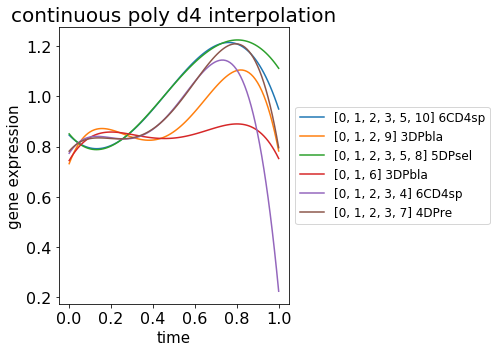 continuous poly d4 interpolation
gene expression
1.2
1.0
0.8
0.6
0.4
0.2
0.0 0.2 0.4 0.6 0.8 1.0
time
[0, 1, 2, 3, 5, 10] 6CD4sp
[0, 1, 2, 9] 3DPbla
[0, 1, 2, 3, 5, 8] 5DPsel
[0, 1, 6] 3DPbla
[0, 1, 2, 3, 4] 6CD4sp
[0, 1, 2, 3, 7] 4DPre